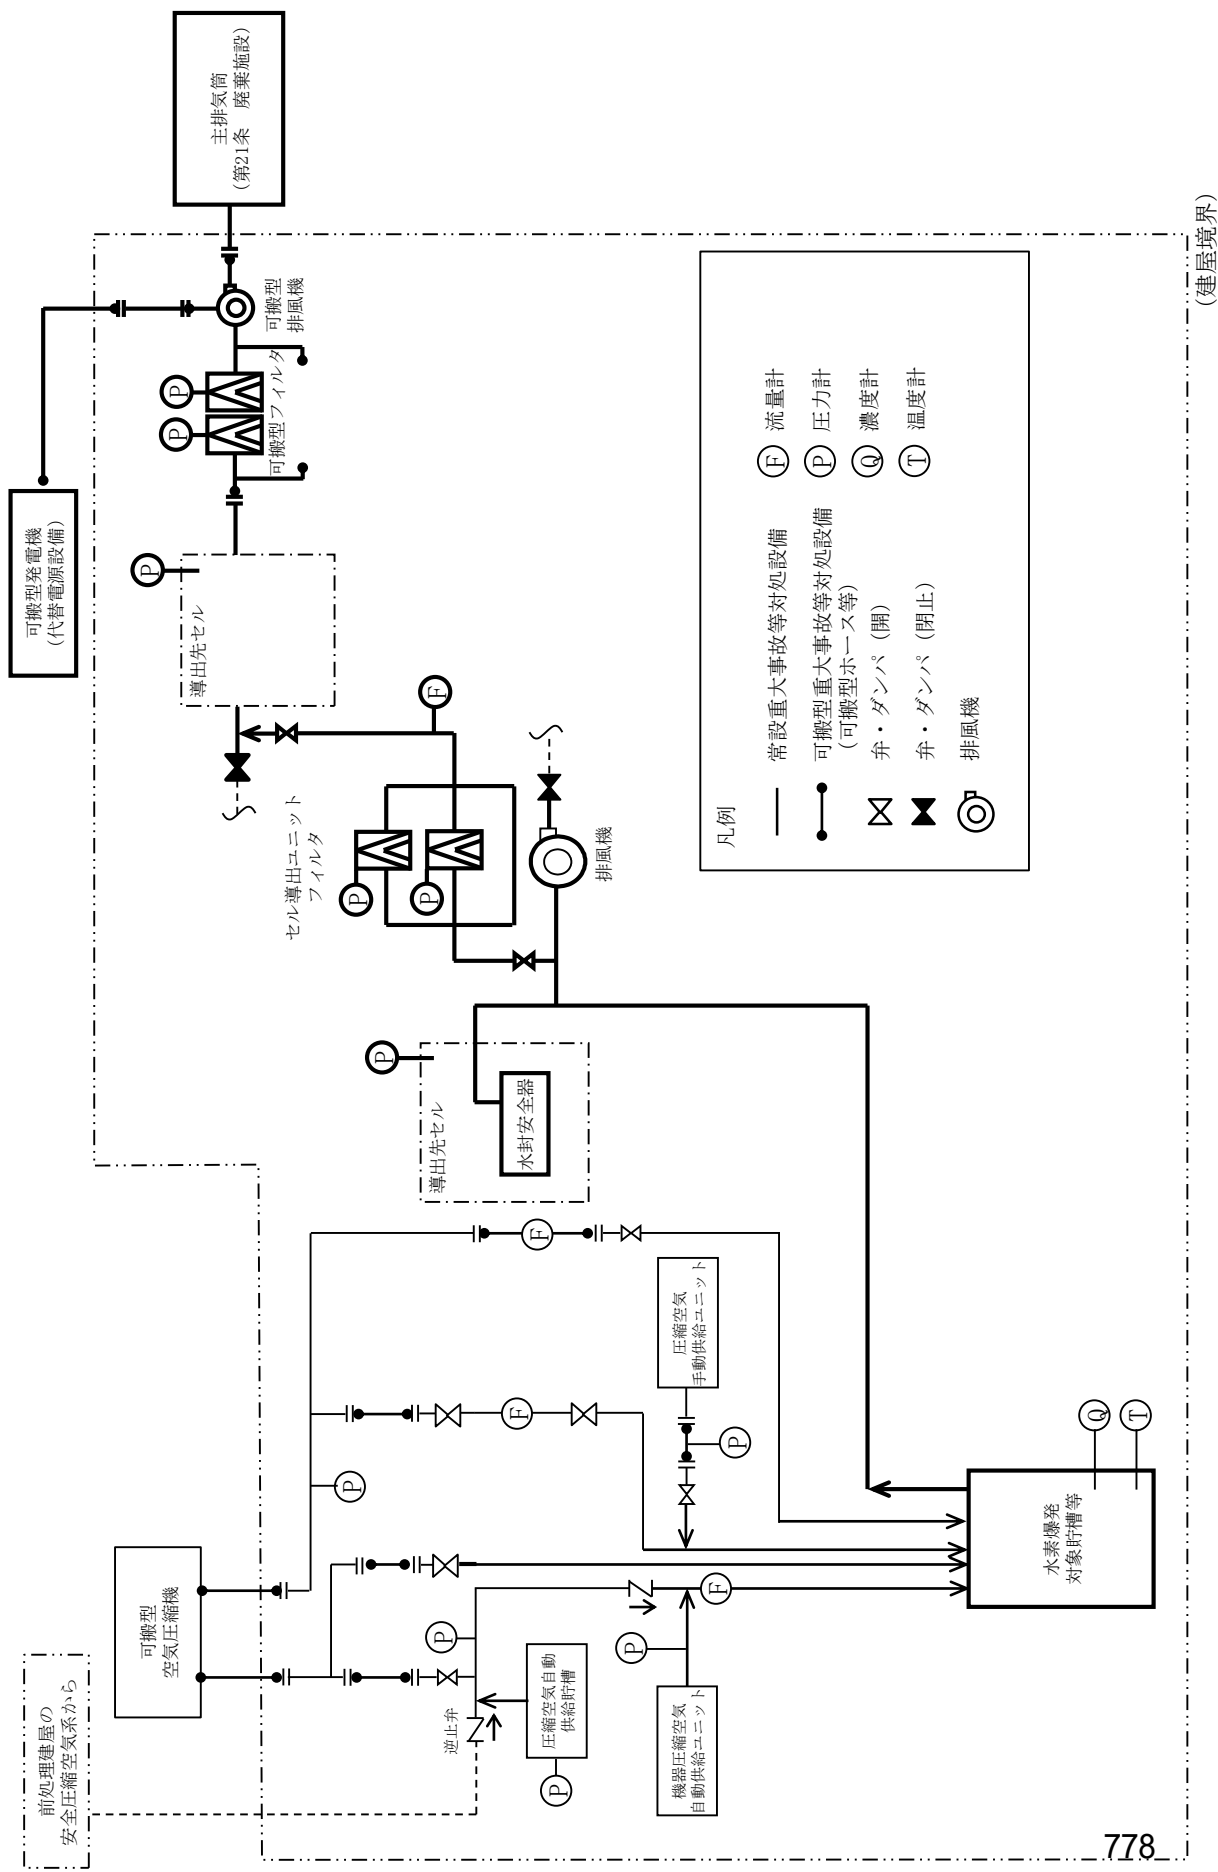 主排気筒
(第21条　廃棄施設)
(建屋境界)
可搬型
排風機
可搬型フィルタ
P
P
可搬型発電機
(代替電源設備)
P
導出先セル
F
セル導出ユニット
フィルタ
P
P
排風機
P
導出先セル
水封安全器
凡例
常設重大事故等対処設備
可搬型重大事故等対処設備
(可搬型ホース等)
弁・ダンパ (開)
弁・ダンパ (閉止)
排風機
F 流量計
P 圧力計
Q 濃度計
T 温度計
F
F
P
圧縮空気
手動供給ユニット
P
可搬型
空気圧縮機
前処理建屋の
安全圧縮空気系から
P
逆止弁
圧縮空気自動
供給貯槽
P
機器圧縮空気
自動供給ユニット
P
F
水素爆発
対象貯槽等
Q
T
778